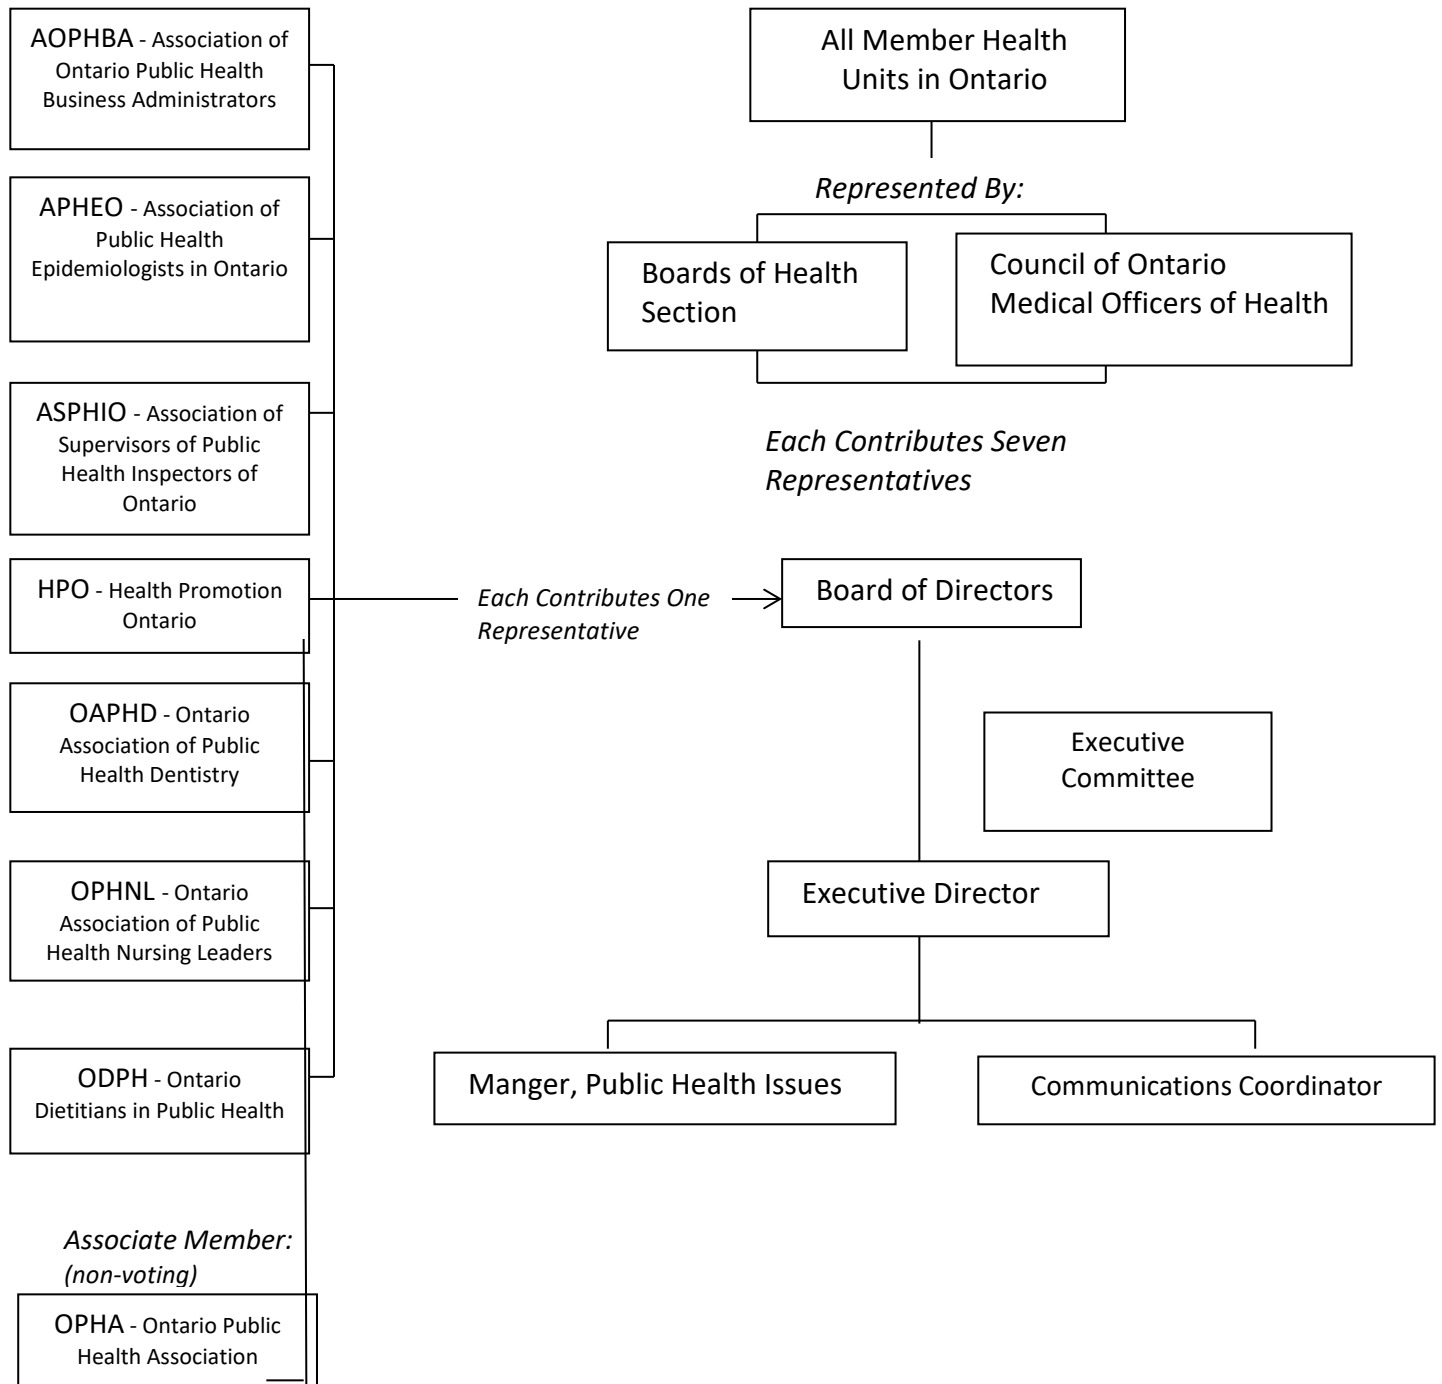 AOPHBA - Association of
Ontario Public Health
Business Administrators
APHEO - Association of
Public Health
Epidemiologists in Ontario
ASPHIO - Association of
Supervisors of Public
Health Inspectors of
Ontario
HPO - Health Promotion
Ontario
OAPHD - Ontario
Association of Public
Health Dentistry
OPHNL - Ontario
Association of Public
Health Nursing Leaders
ODPH - Ontario
Dietitians in Public Health
Associate Member:
(non-voting)
OPHA - Ontario Public
Health Association
Each Contributes One
Representative
All Member Health
Units in Ontario
Represented By:
Boards of Health
Section
Council of Ontario
Medical Officers of Health
Each Contributes Seven
Representatives
Board of Directors
Executive
Committee
Executive Director
Manger, Public Health Issues
Communications Coordinator